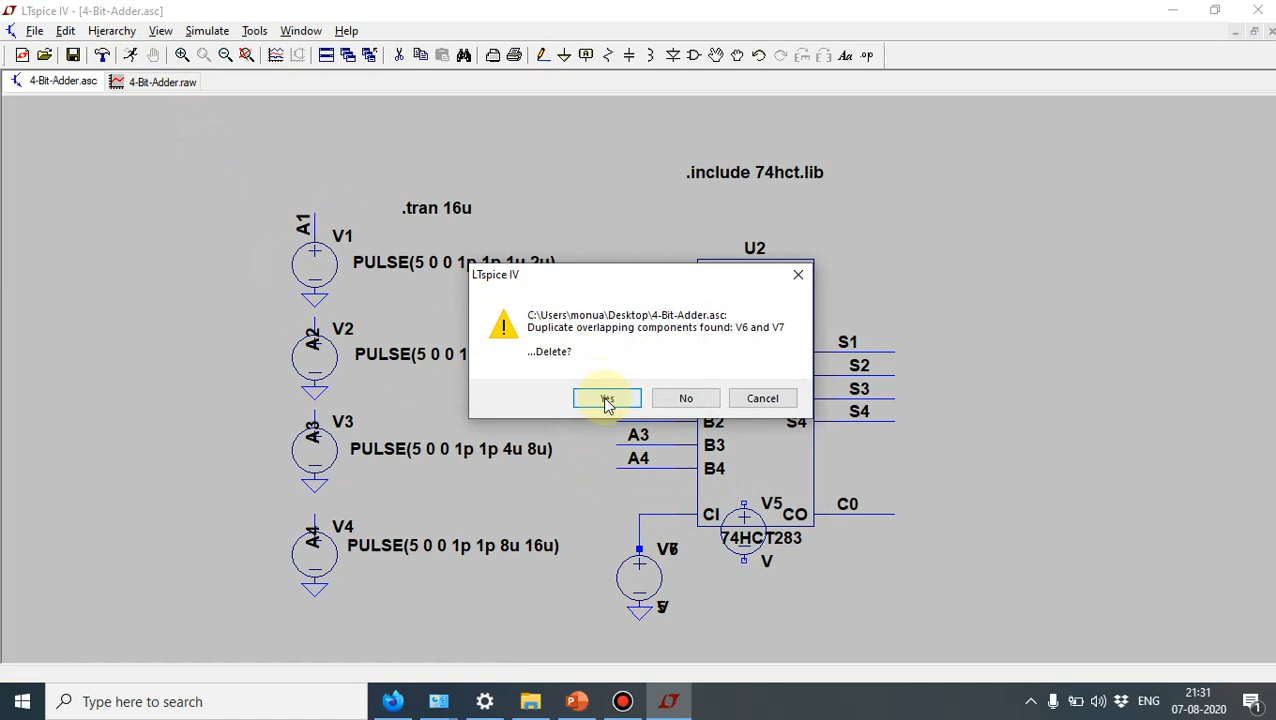 LTspice IV - [4-Bit-Adder.asc]
File Edit Hierarchy View Simulate Tools Window Help
Aa .op
4-Bit-Adder.asc 4-Bit-Adder.raw
.include 74hct.lib
.tran 16u
A1
V1
PULSE(5 0 0 1p 1p 1u 2u)
U2
LTspice IV
C:\Users\monua\Desktop\4-Bit-Adder.asc:
Duplicate overlapping components found: V6 and V7
...Delete?
Yes No Cancel
A2
V2
PULSE(5 0 0 1
S1
S2
S3
S4
B2 S4
A3
V3
PULSE(5 0 0 1p 1p 4u 8u)
A3
B3
A4
B4
A4
V4
PULSE(5 0 0 1p 1p 8u 16u)
CI
V5
CO
C0
74HCT283
V
Type here to search
ENG
21:31
07-08-2020
1